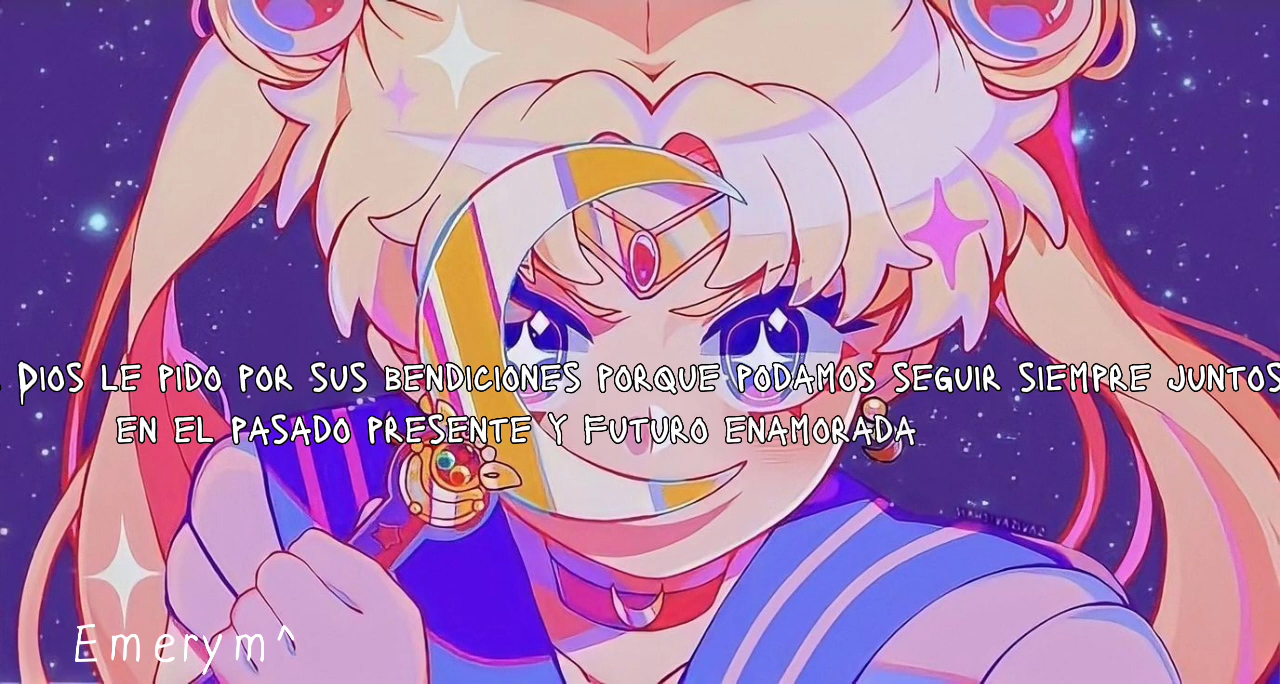 Dios le pido por sus bendiciones porque podamos seguir siempre juntos
en el pasado presente y futuro enamorada
Emerym^